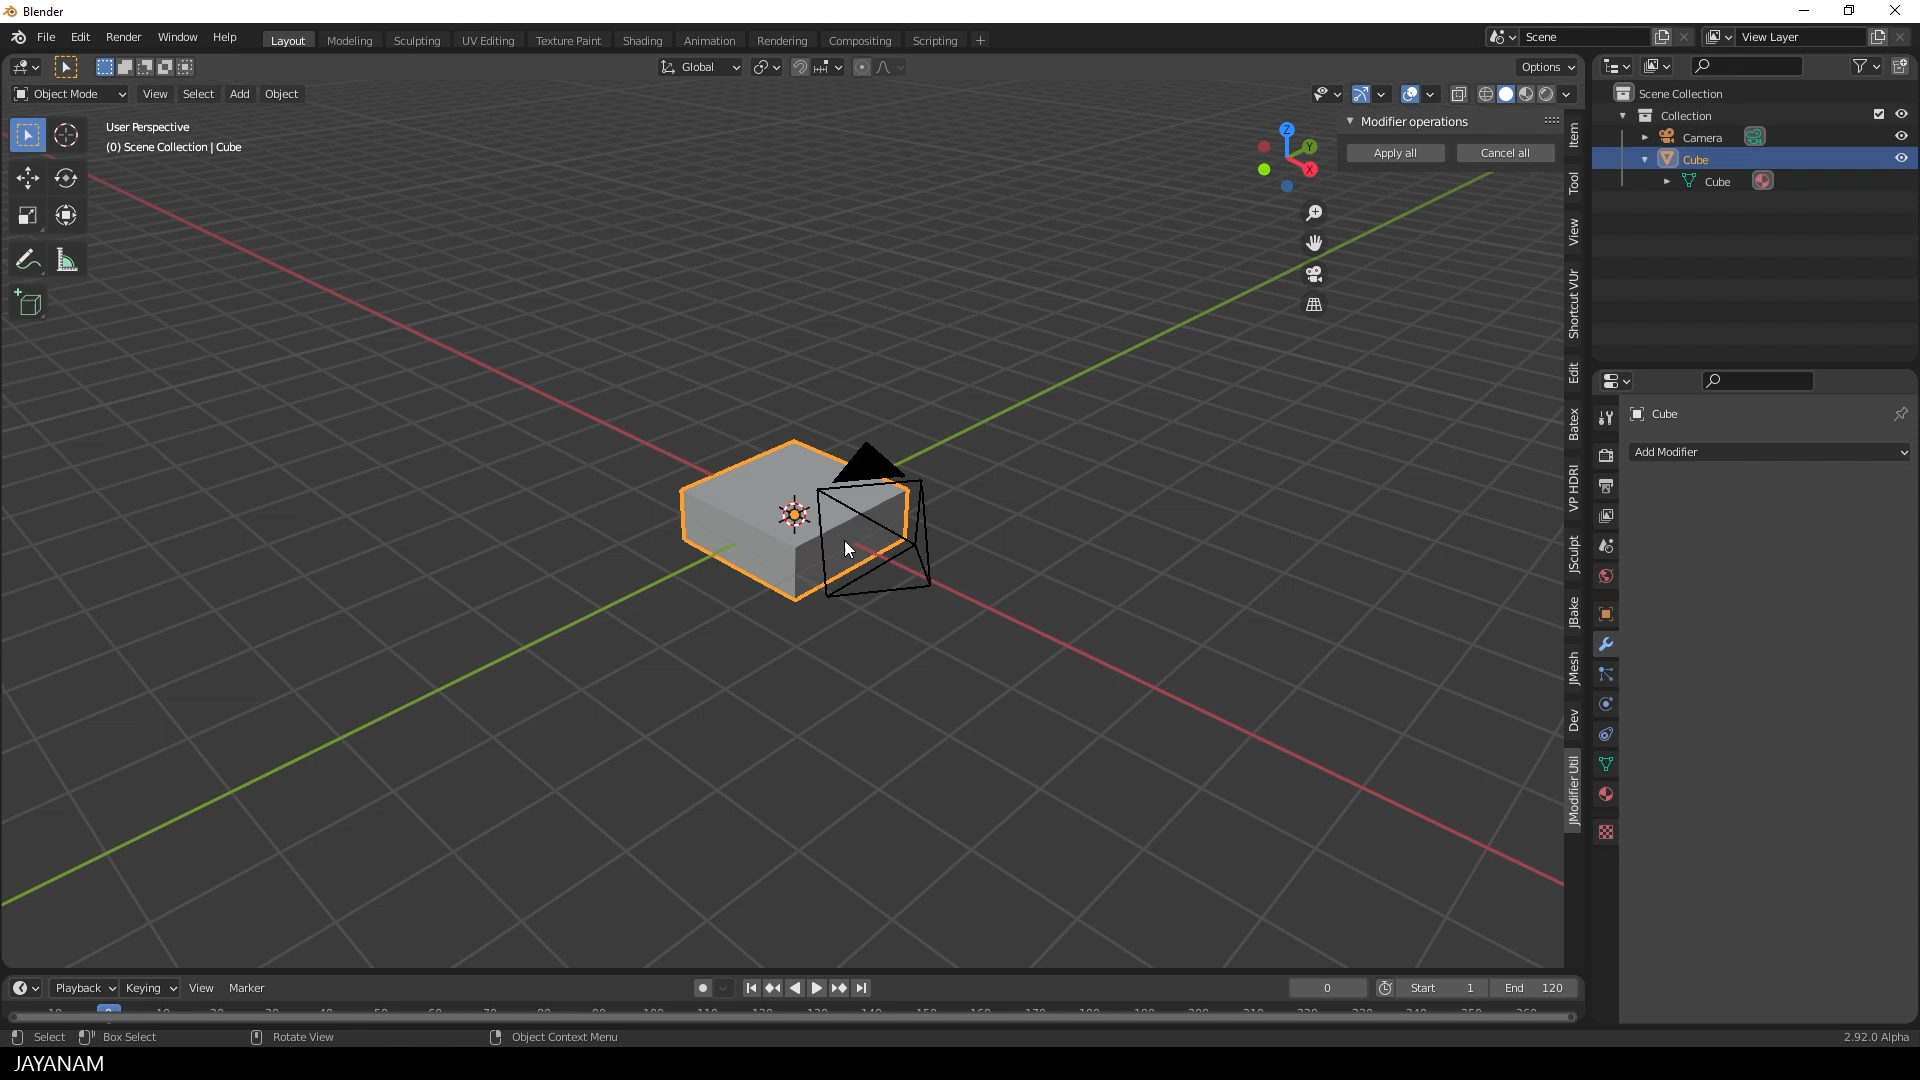 Blender
File Edit Render Window Help Layout Modeling Sculpting UV Editing Texture Paint Shading Animation Rendering Compositing Scripting + Scene View Layer
Global Options
Object Mode View Select Add Object
Scene Collection
Collection
Camera
Cube
Cube
User Perspective
(0) Scene Collection | Cube
Z
Y
X
Modifier operations
Apply all Cancel all
Item
Tool
View
Shortcut VUr
Edit
Batex
VP HDRI
JSculpt
JBake
JMesh
Dev
JModifier Util
Cube
Add Modifier
Playback Keying View Marker 0 Start 1 End 120
Select Box Select Rotate View Object Context Menu 2.92.0 Alpha
JAYANAM